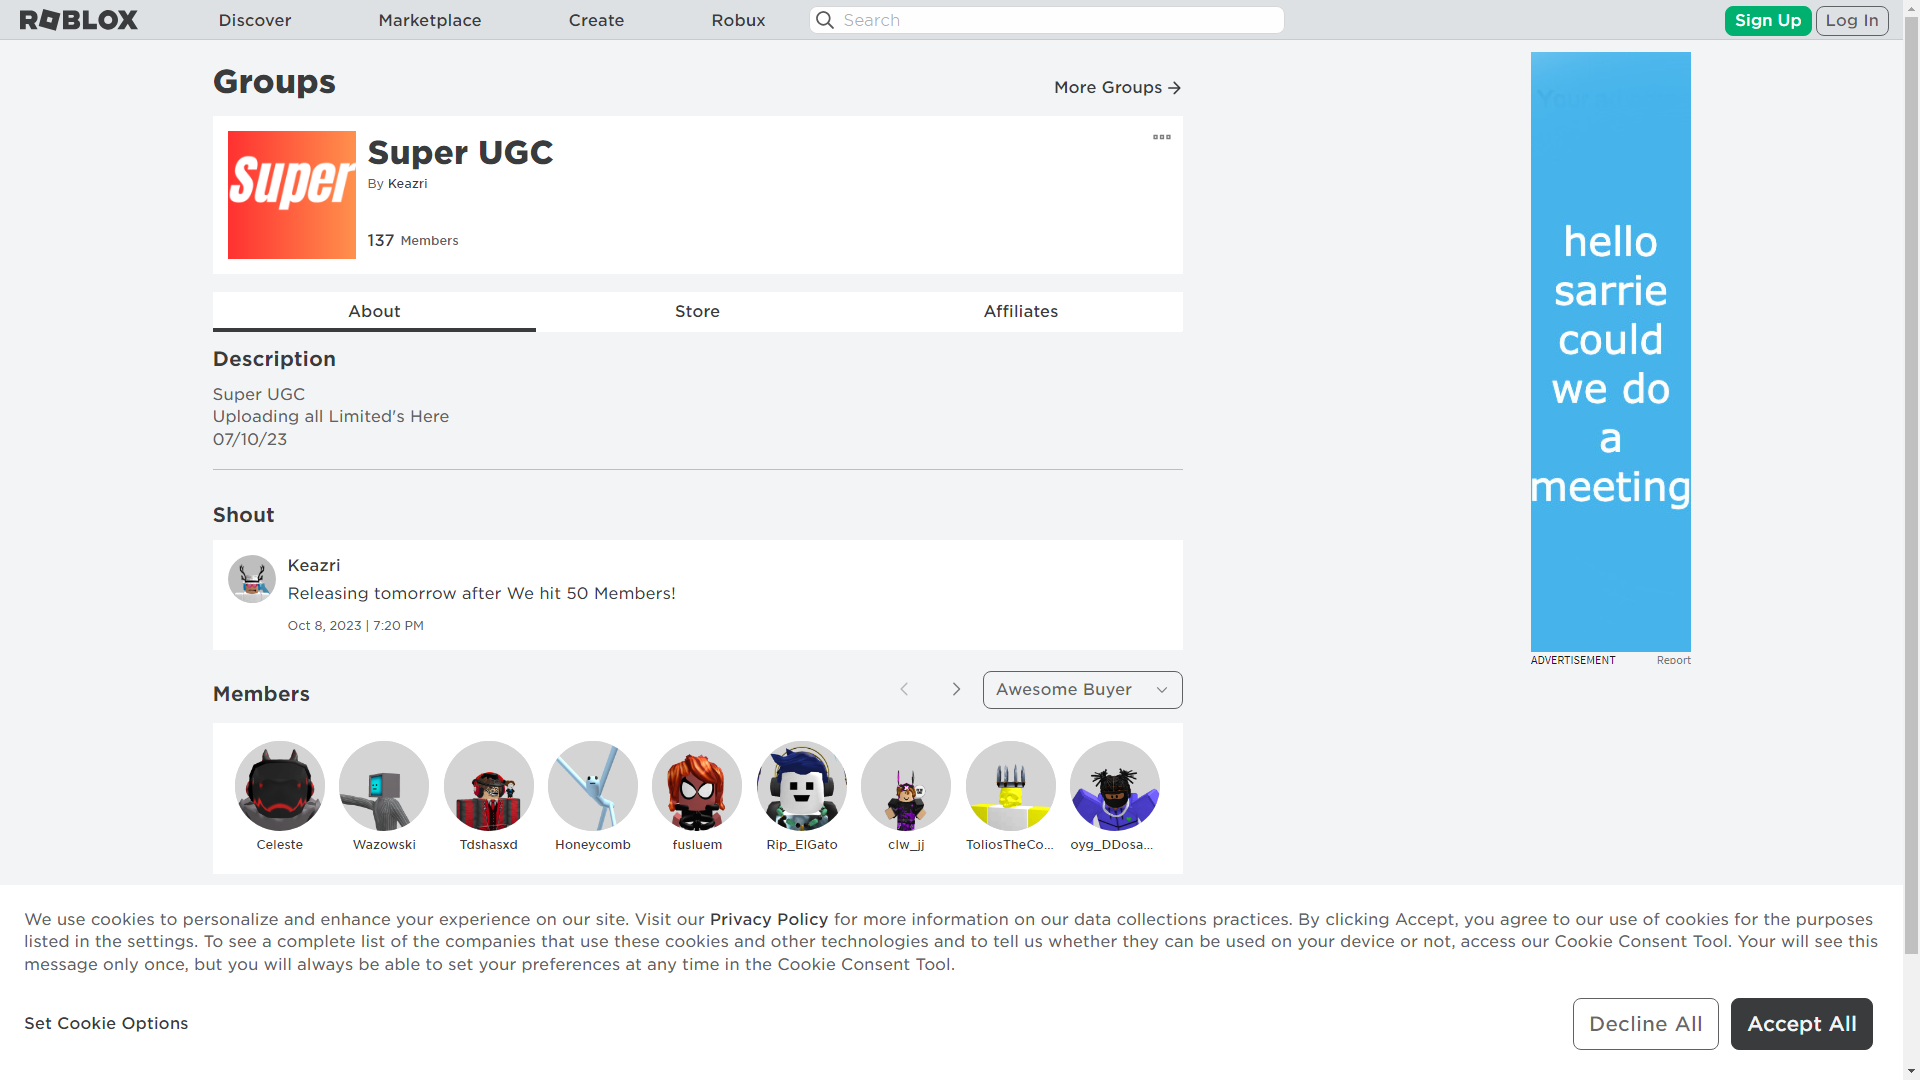 ROBLOX
Discover
Marketplace
Create
Robux
Search
Sign Up
Log In
Groups
More Groups
Super
Super UGC
By Keazri
137 Members
About
Store
Affiliates
Description
Super UGC
Uploading all Limited's Here
07/10/23
Shout
Keazri
Releasing tomorrow after We hit 50 Members!
Oct 8, 2023 | 7:20 PM
Members
Awesome Buyer
Celeste
Wazowski
Tdshasxd
Honeycomb
fusluem
Rip_ElGato
clw_jj
ToliosTheCo...
oyg_DDosa...
hello
sarrie
could
we do
a
meeting
ADVERTISEMENT
Report
We use cookies to personalize and enhance your experience on our site. Visit our Privacy Policy for more information on our data collections practices. By clicking Accept, you agree to our use of cookies for the purposes
listed in the settings. To see a complete list of the companies that use these cookies and other technologies and to tell us whether they can be used on your device or not, access our Cookie Consent Tool. Your will see this
message only once, but you will always be able to set your preferences at any time in the Cookie Consent Tool.
Set Cookie Options
Decline All
Accept All